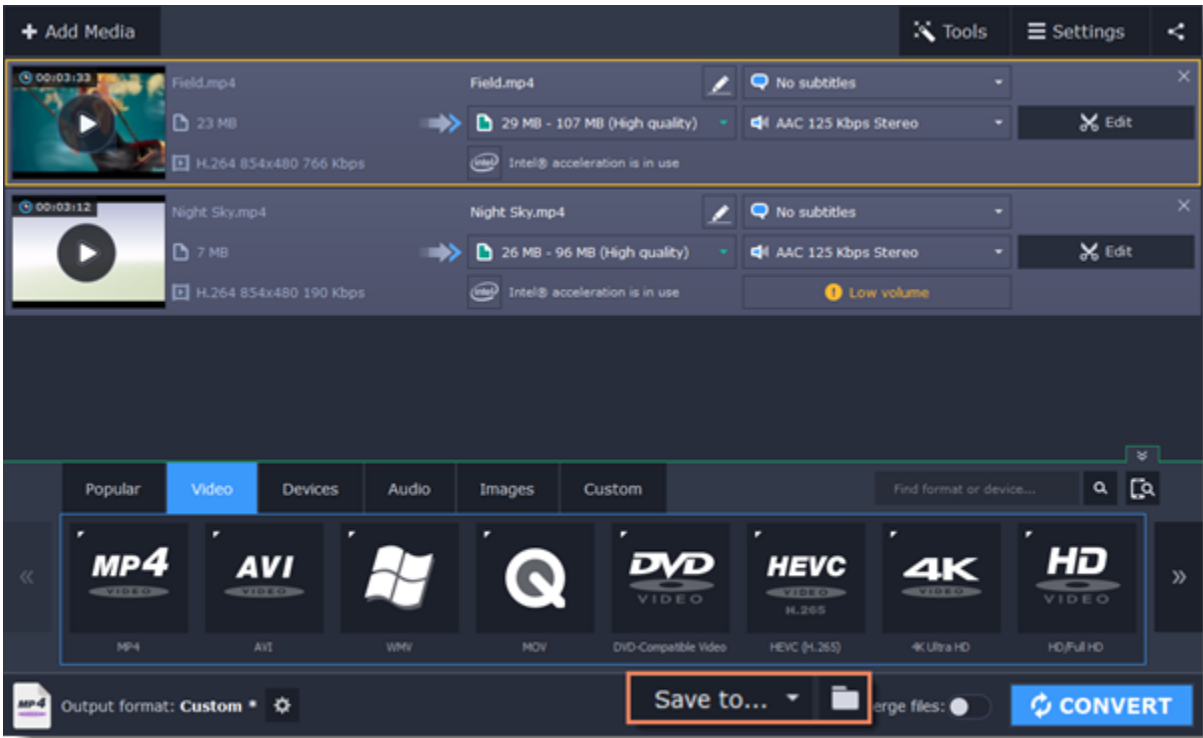 Add Media
Tools
Settings
00:03:33
Field.mp4
Field.mp4
No subtitles
23 MB
29 MB - 107 MB (High quality)
AAC 125 Kbps Stereo
Edit
H.264 854x480 766 Kbps
intel
Intel® acceleration is in use
00:03:12
Night Sky.mp4
Night Sky.mp4
No subtitles
7 MB
26 MB - 96 MB (High quality)
AAC 125 Kbps Stereo
Edit
H.264 854x480 190 Kbps
intel
Intel® acceleration is in use
Low volume
Popular
Video
Devices
Audio
Images
Custom
Find format or device...
MP4 VIDEO
AVI VIDEO
DVD VIDEO
HEVC VIDEO H.265
4K VIDEO
HD VIDEO
MP4
AVI
WMV
MOV
DVD-Compatible Video
HEVC (H.265)
4K Ultra HD
HD/Full HD
MP4
Output format: Custom *
Save to...
erge files:
CONVERT